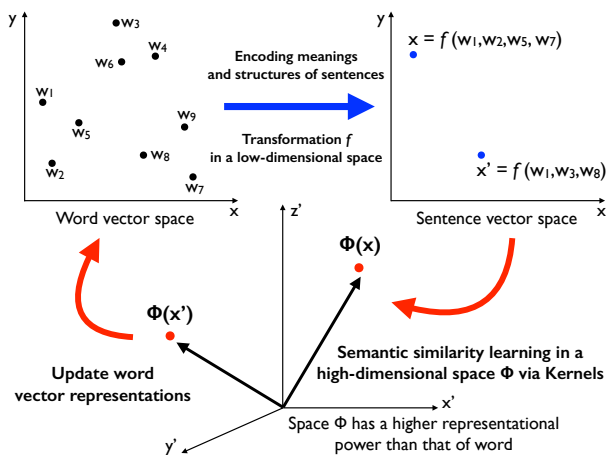 y
w3
w4
w6
w1
w9
w5
w8
w2
w7
x
Word vector space
Encoding meanings
and structures of sentences
Transformation f
in a low-dimensional space
y
x = f (w1,w2,w5, w7)
x' = f (w1,w3,w8)
x
Sentence vector space
z'
Φ(x)
Φ(x')
Update word
vector representations
Semantic similarity learning in a
high-dimensional space Φ via Kernels
x'
y'
Space Φ has a higher representational
power than that of word